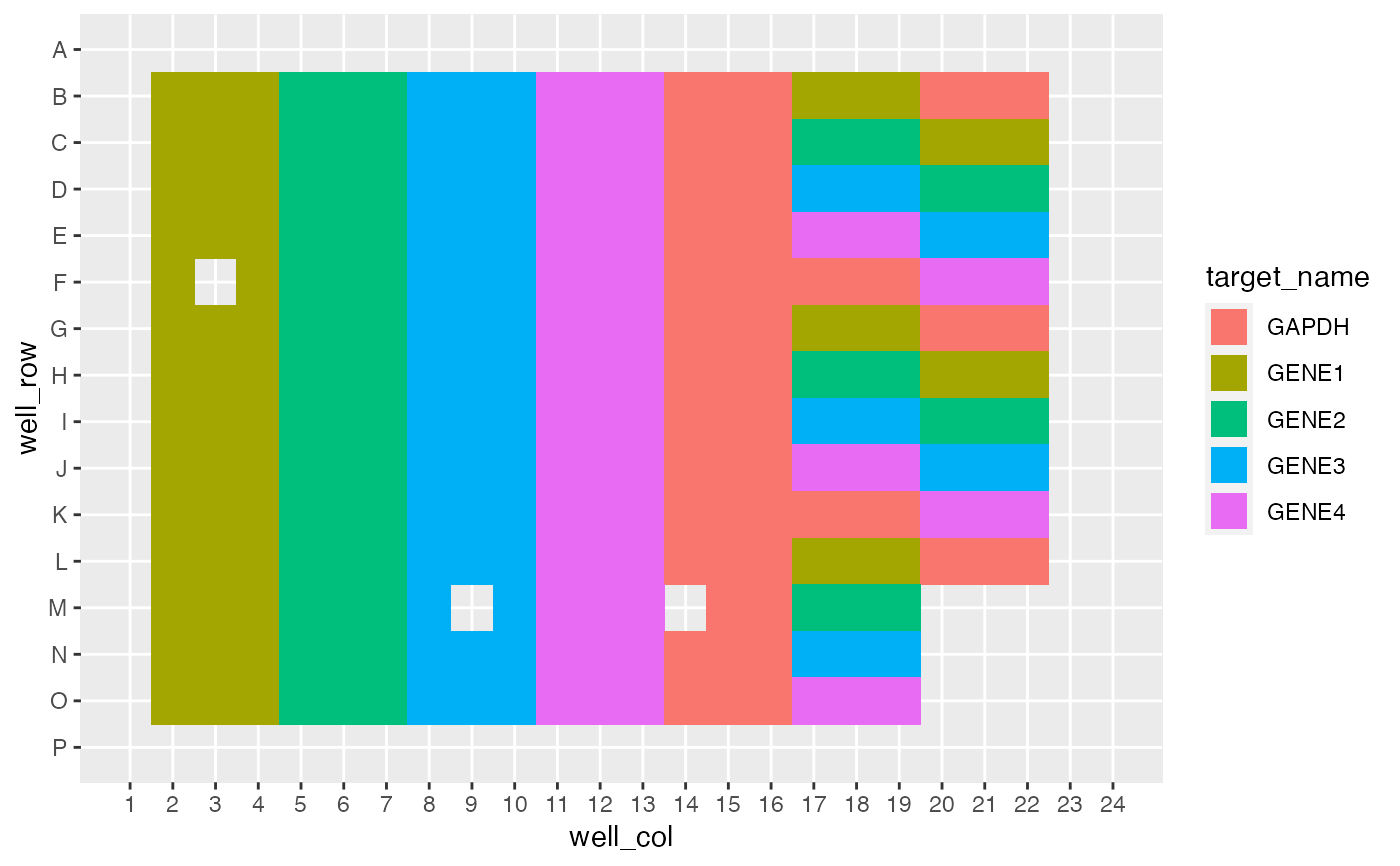 A
B
C
D
E
F
G
H
I
J
K
L
M
N
O
P
well_row
1 2 3 4 5 6 7 8 9 10 11 12 13 14 15 16 17 18 19 20 21 22 23 24
well_col
target_name
GAPDH
GENE1
GENE2
GENE3
GENE4